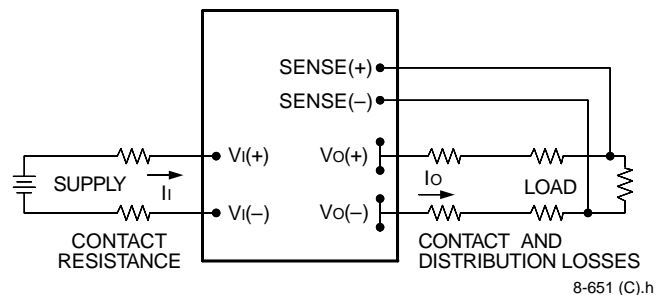 SENSE(+)
SENSE(–)
VI(+)
VO(+)
SUPPLY
II
IO
LOAD
VI(–)
VO(–)
CONTACT
RESISTANCE
CONTACT AND
DISTRIBUTION LOSSES
8-651 (C).h